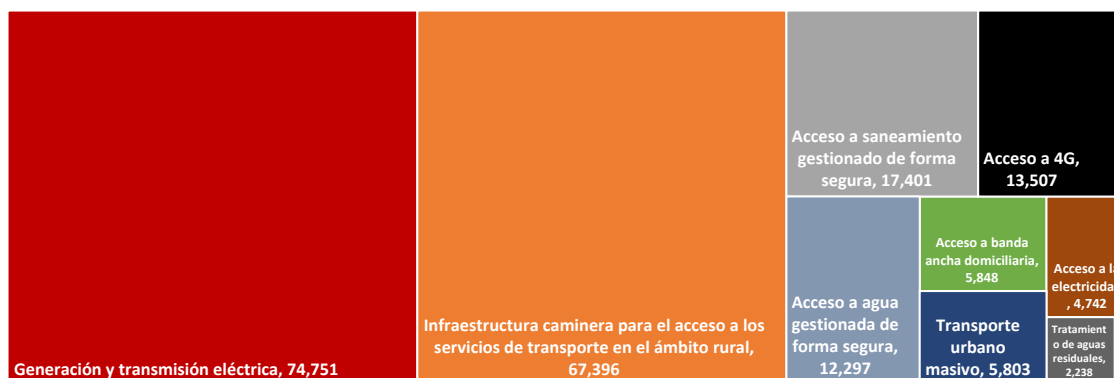 Generación y transmisión eléctrica, 74,751
Infraestructura caminera para el acceso a los
servicios de transporte en el ámbito rural,
67,396
Acceso a saneamiento
gestionado de forma
segura, 17,401
Acceso a 4G,
13,507
Acceso a agua
gestionada de
forma segura,
12,297
Acceso a banda
ancha domiciliaria,
5,848
Transporte
urbano
masivo, 5,803
Acceso a l
electricida
, 4,742
Tratamient
o de aguas
residuales,
2,238